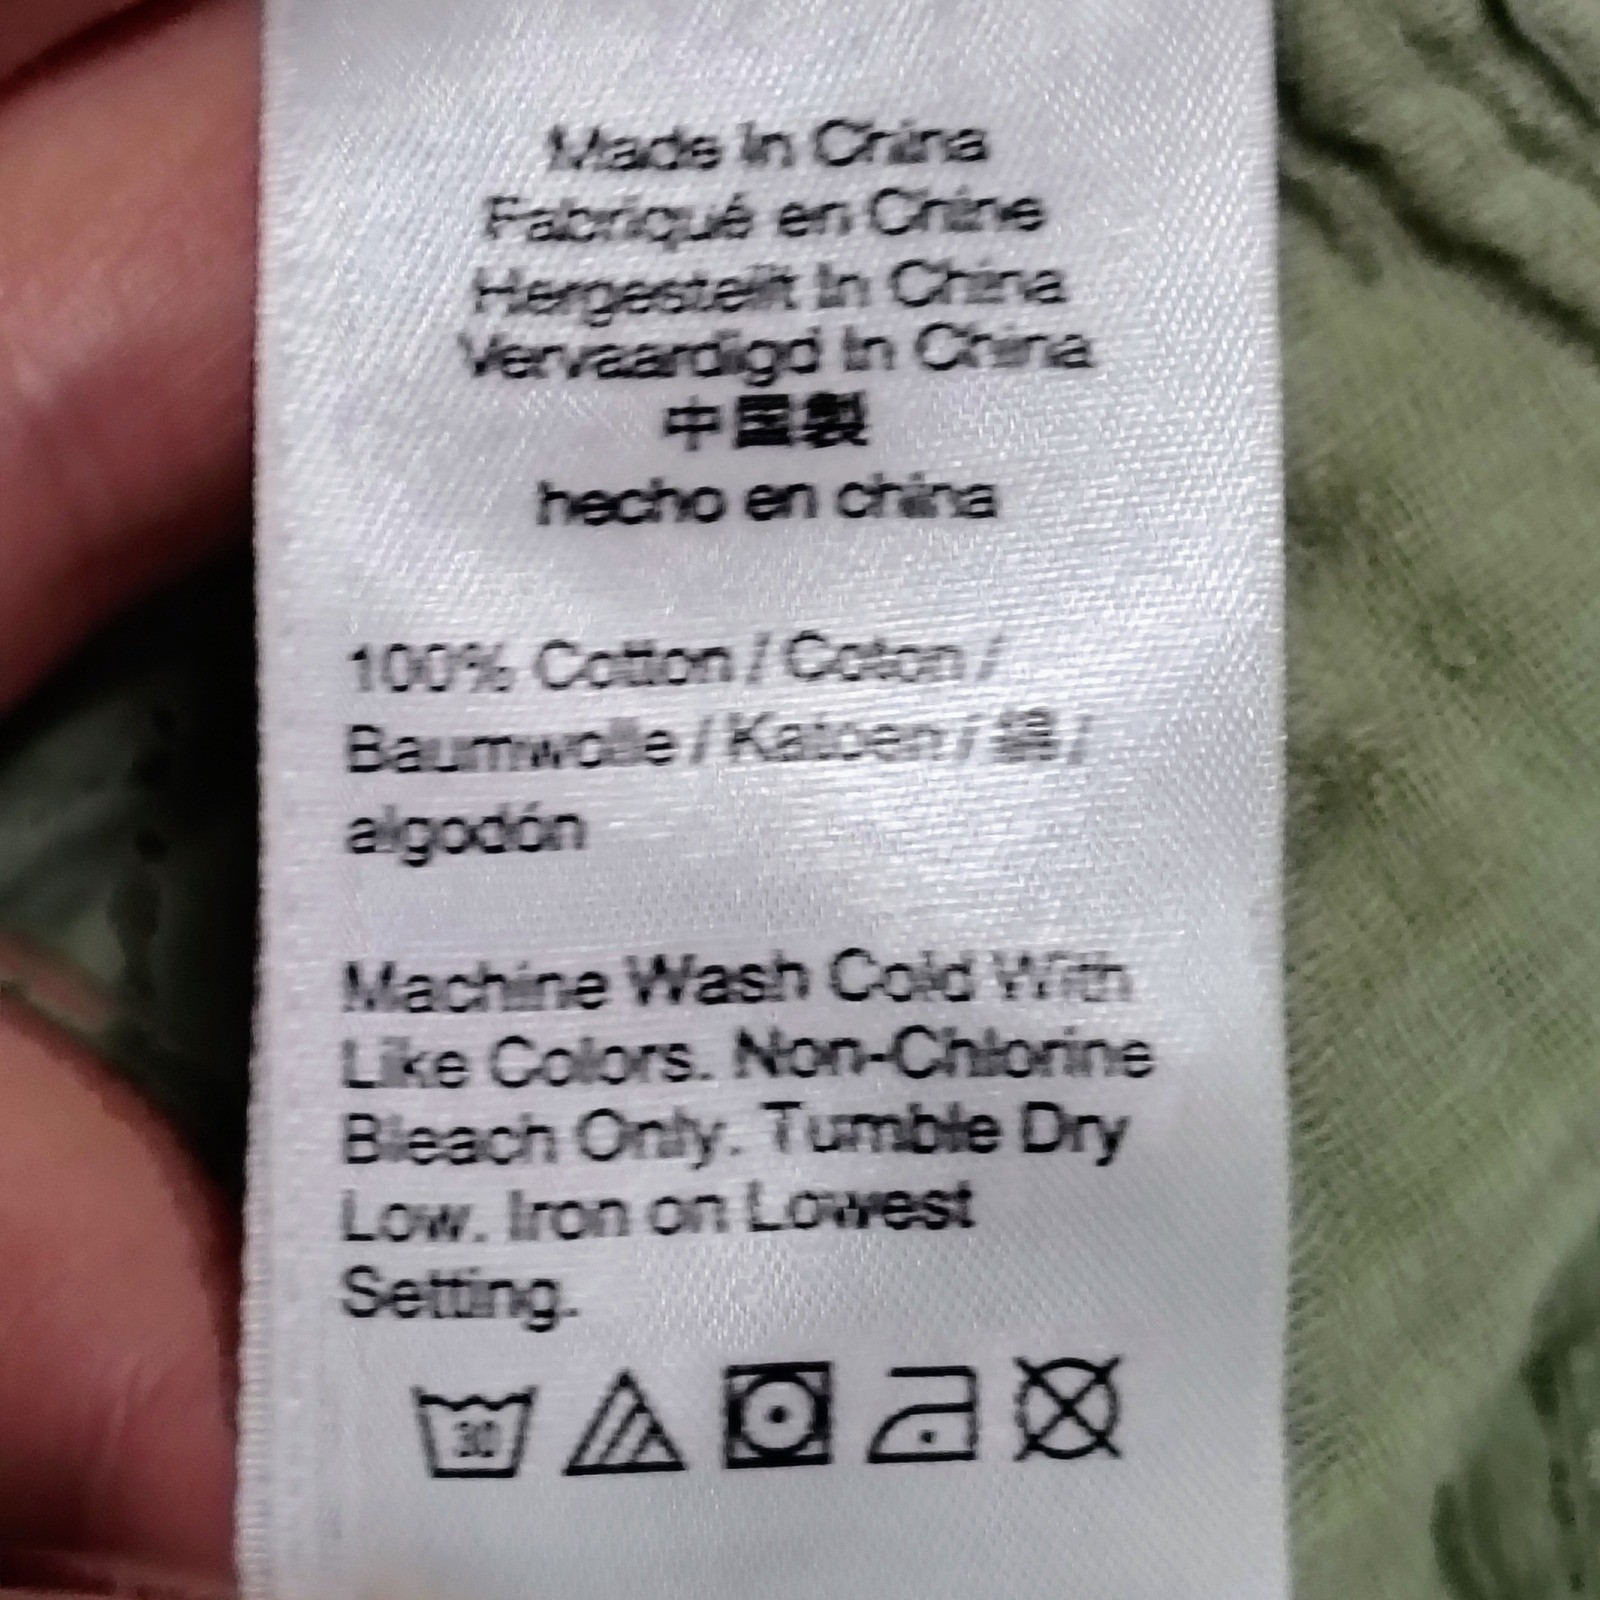 Made In China
Fabriqué en Chine
Hergestellt In China
Vervaardigd In China
中国製
hecho en china
100% Cotton / Coton /
Baumwolle / Katoen / 綿 /
algodón
Machine Wash Cold With
Like Colors. Non-Chlorine
Bleach Only. Tumble Dry
Low. Iron on Lowest
Setting.
30